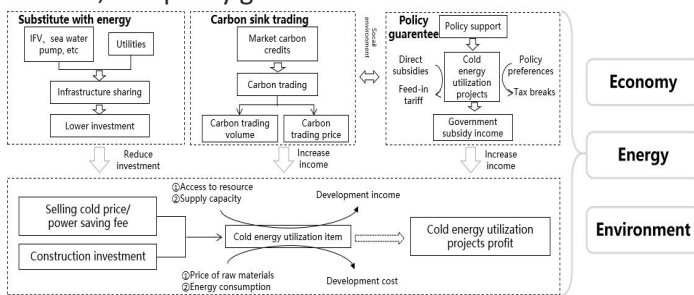 Substitute with energy
IFV、sea water
pump, etc
Utilities
Infrastructure sharing
Lower investment
Carbon sink trading
Market carbon
credits
Carbon trading
Carbon trading
volume
Carbon
trading price
Socail
environment
Policy
guarentee
Policy support
Direct
subsidies
Feed-in
tariff
Cold
energy
utilization
projects
Policy
preferences
Tax breaks
Government
subsidy income
Reduce
investment
Increase
income
Increase
income
Selling cold price/
power saving fee
Construction investment
①Access to resource
②Supply capacity
Development income
Cold energy utilization item
①Price of raw materials
②Energy consumption
Development cost
Cold energy utilization
projects profit
Economy
Energy
Environment